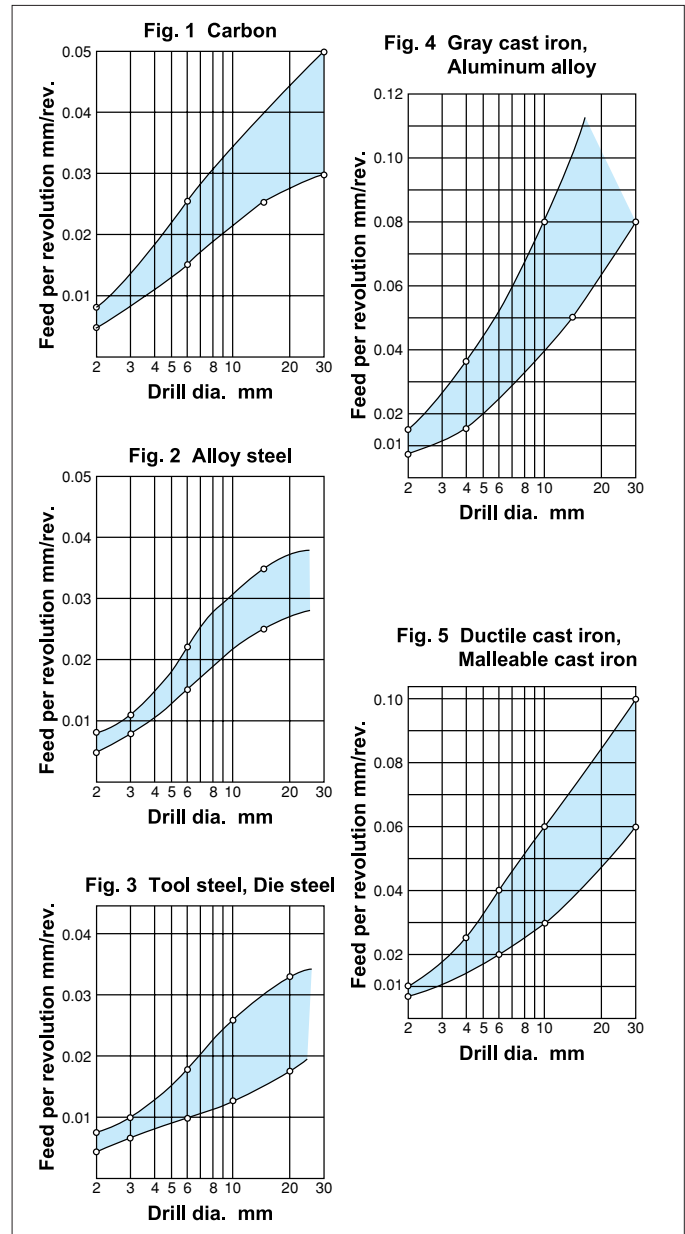 Fig. 1 Carbon
Feed per revolution mm/rev.
0.05
0.04
0.03
0.02
0.01
2 3 4 5 6 8 10 20 30
Drill dia. mm
Fig. 2 Alloy steel
Feed per revolution mm/rev.
0.05
0.04
0.03
0.02
0.01
2 3 4 5 6 8 10 20 30
Drill dia. mm
Fig. 3 Tool steel, Die steel
Feed per revolution mm/rev.
0.04
0.03
0.02
0.01
2 3 4 5 6 8 10 20 30
Drill dia. mm
Fig. 4 Gray cast iron,
Aluminum alloy
Feed per revolution mm/rev.
0.12
0.10
0.08
0.06
0.04
0.02
0.01
2 3 4 5 6 8 10 20 30
Drill dia. mm
Fig. 5 Ductile cast iron,
Malleable cast iron
Feed per revolution mm/rev.
0.10
0.08
0.06
0.04
0.02
0.01
2 3 4 5 6 8 10 20 30
Drill dia. mm